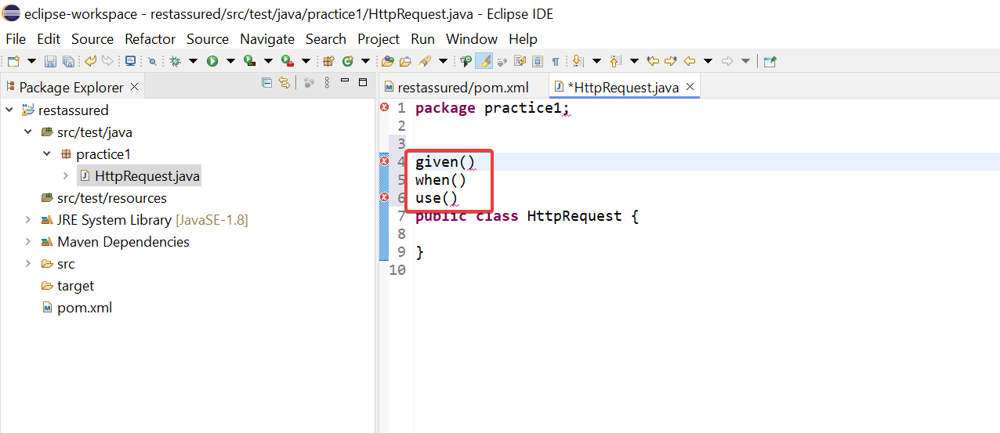 eclipse-workspace - restassured/src/test/java/practice1/HttpRequest.java - Eclipse IDE
File Edit Source Refactor Source Navigate Search Project Run Window Help
Package Explorer
restassured
src/test/java
practice1
HttpRequest.java
src/test/resources
JRE System Library [JavaSE-1.8]
Maven Dependencies
src
target
pom.xml
restassured/pom.xml *HttpRequest.java
1 package practice1;
2
3
4 given()
5 when()
6 use()
7 public class HttpRequest {
8
9 }
10